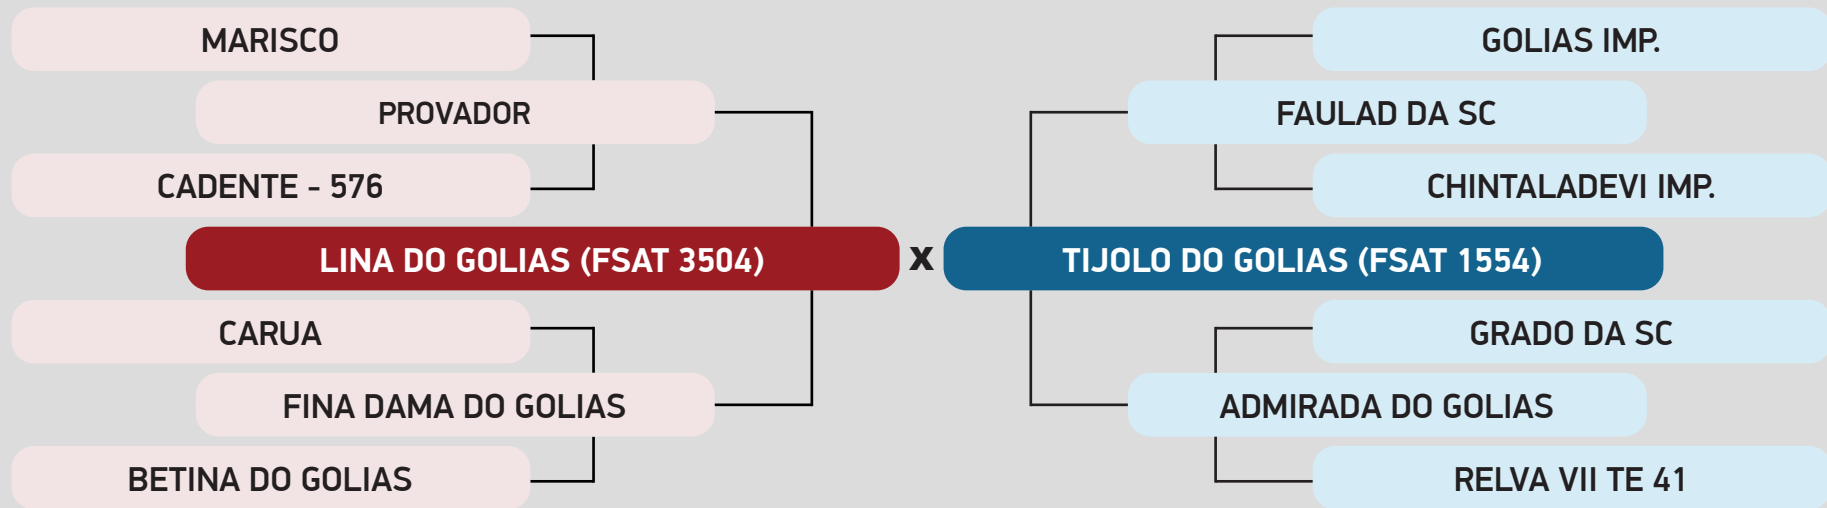 MARISCO
GOLIAS IMP.
PROVADOR
FAULAD DA SC
CADENTE - 576
CHINTALADEVI IMP.
LINA DO GOLIAS (FSAT 3504) X TIJOLO DO GOLIAS (FSAT 1554)
CARUA
GRADO DA SC
FINA DAMA DO GOLIAS
ADMIRADA DO GOLIAS
BETINA DO GOLIAS
RELVA VII TE 41